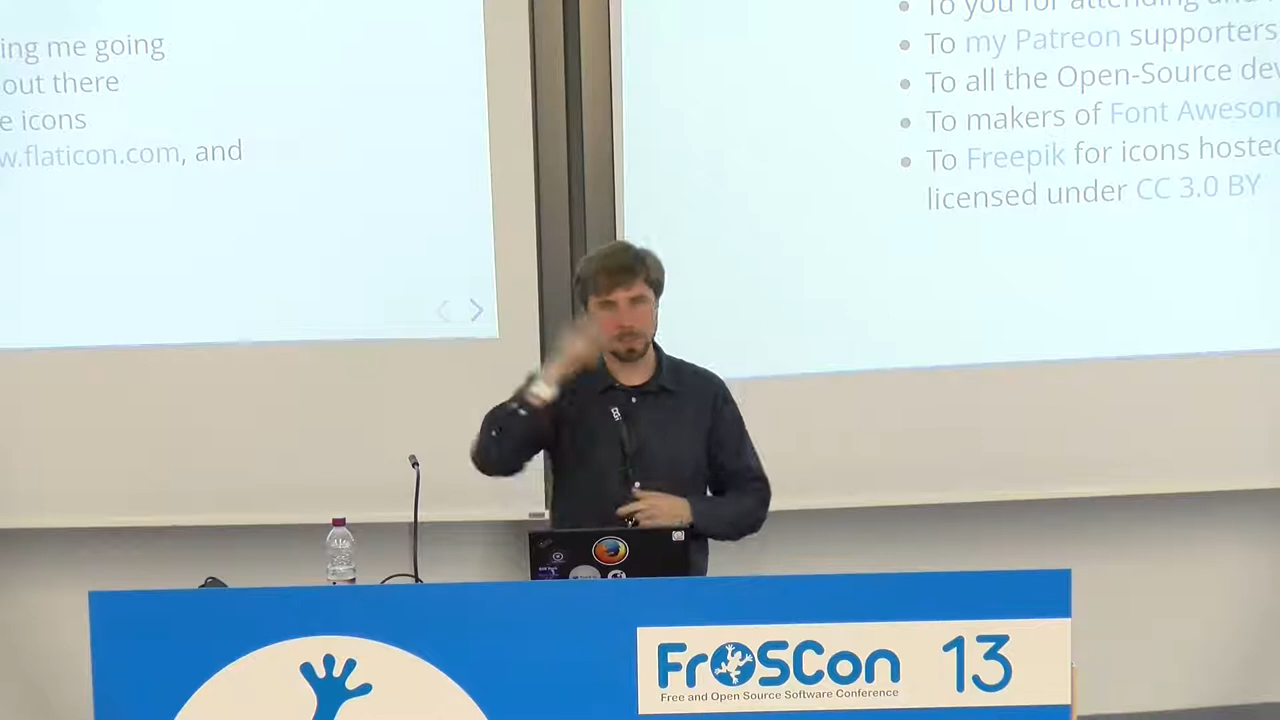 ing me going
out there
e icons
w.flaticon.com, and
To you for attending and
To my Patreon supporters
To all the Open-Source dev
To makers of Font Awesom
To Freepik for icons hosted
licensed under CC 3.0 BY
FrOSCon 13
Free and Open Source Software Conference